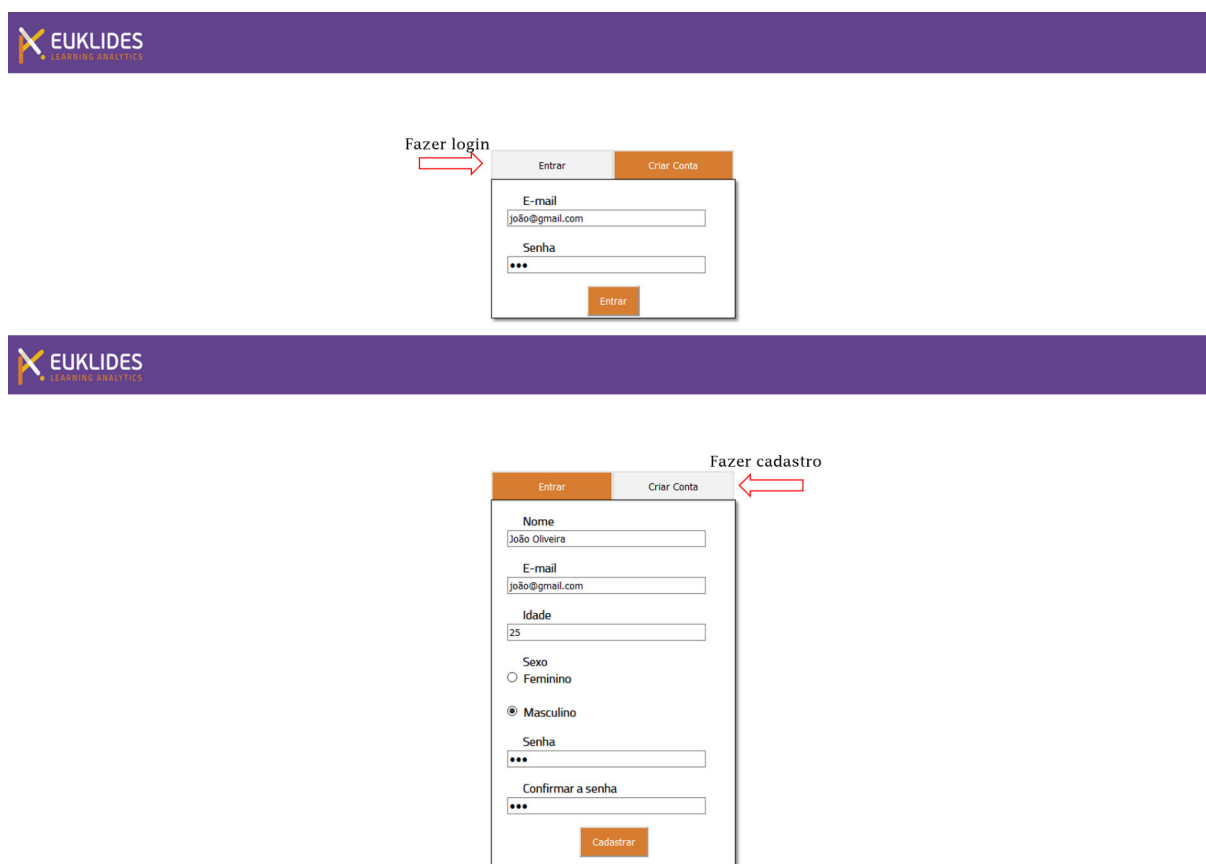 EUKLIDES
LEARNING ANALYTICS
Fazer login
Entrar Criar Conta
E-mail
joão@gmail.com
Senha
•••
Entrar
EUKLIDES
LEARNING ANALYTICS
Fazer cadastro
Entrar Criar Conta
Nome
João Oliveira
E-mail
joão@gmail.com
Idade
25
Sexo
Feminino
Masculino
Senha
•••
Confirmar a senha
•••
Cadastrar